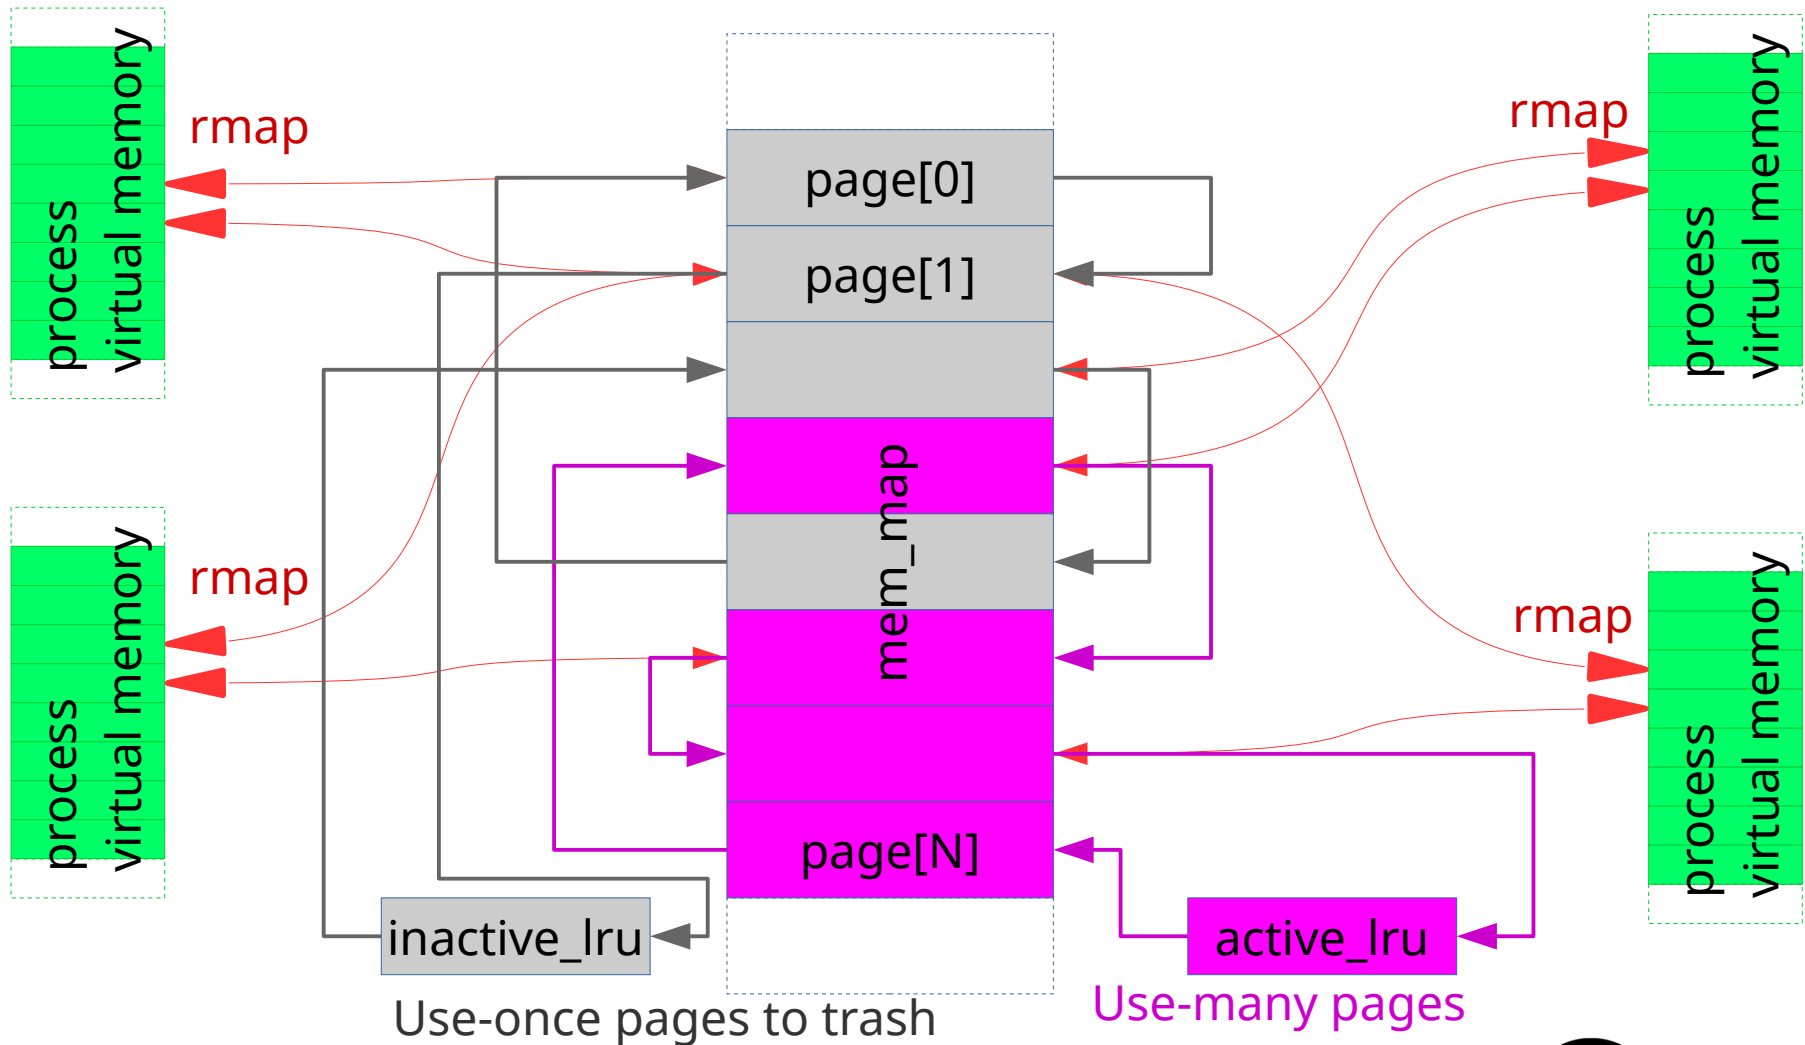 process
virtual memory
rmap
process
virtual memory
rmap
page[0]
page[1]
mem_map
page[N]
inactive_lru
Use-once pages to trash
active_lru
Use-many pages
rmap
process
virtual memory
rmap
process
virtual memory